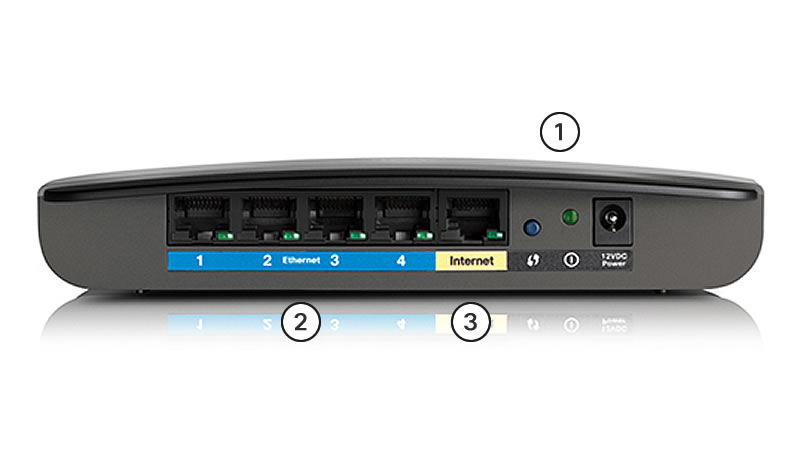 1
1 2 Ethernet 3 4 Internet 12VDC
Power
2 3